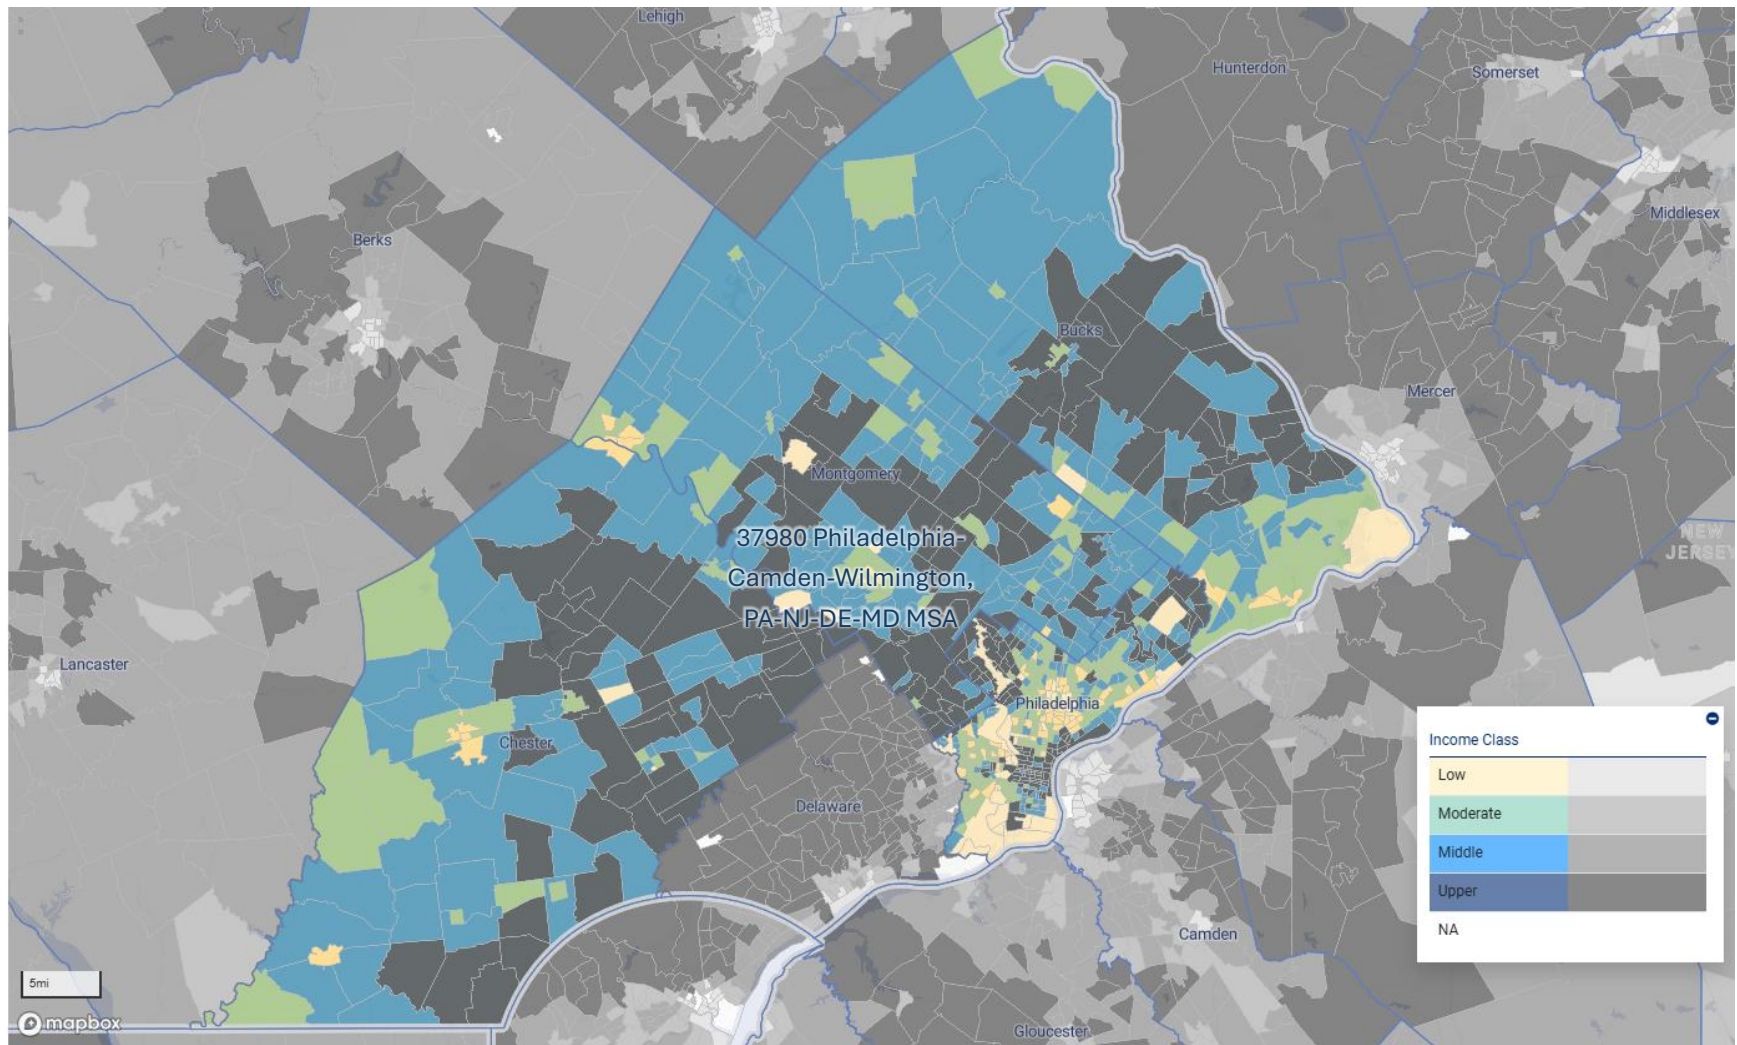 Lehigh
Hunterdon
Somerset
Middlesex
Berks
Bucks
Mercer
Montgomery
NEW
JERSEY
37980 Philadelphia-
Camden-Wilmington,
PA-NJ-DE-MD MSA
Lancaster
Philadelphia
Chester
Delaware
Income Class
Low
Moderate
Middle
Upper
NA
Camden
5mi
mapbox
Gloucester